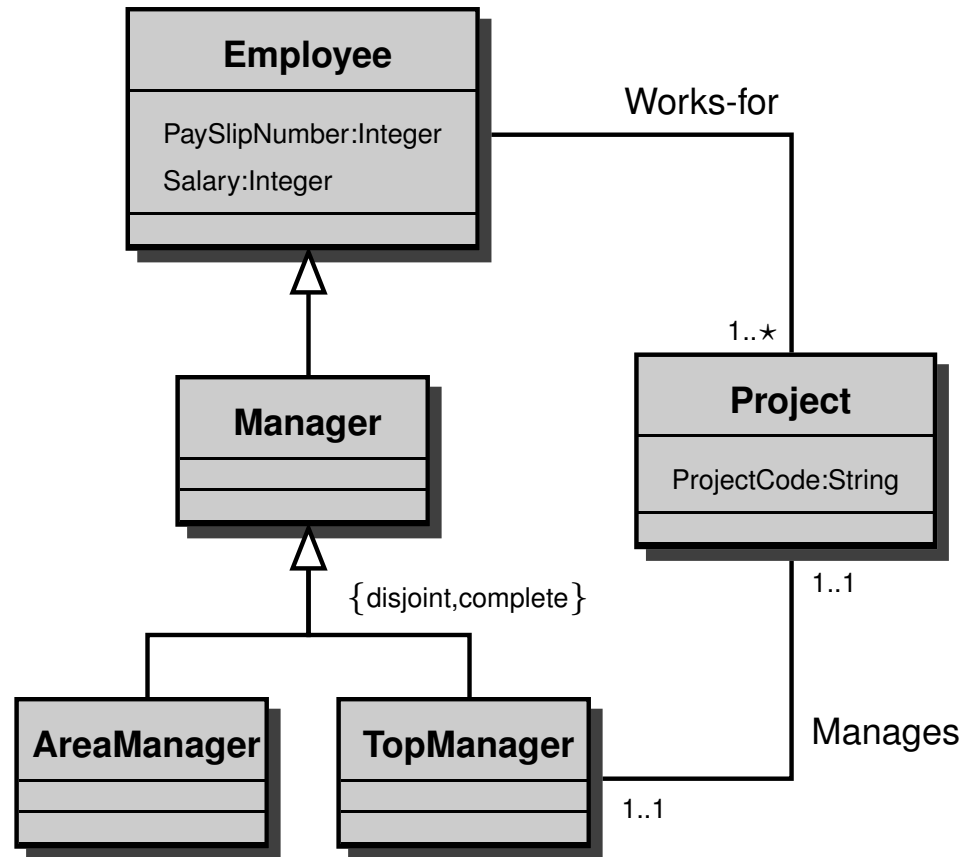 Employee
PaySlipNumber:Integer
Salary:Integer
Works-for
1..⋆
Manager
Project
ProjectCode:String
{disjoint,complete}
1..1
AreaManager
TopManager
Manages
1..1